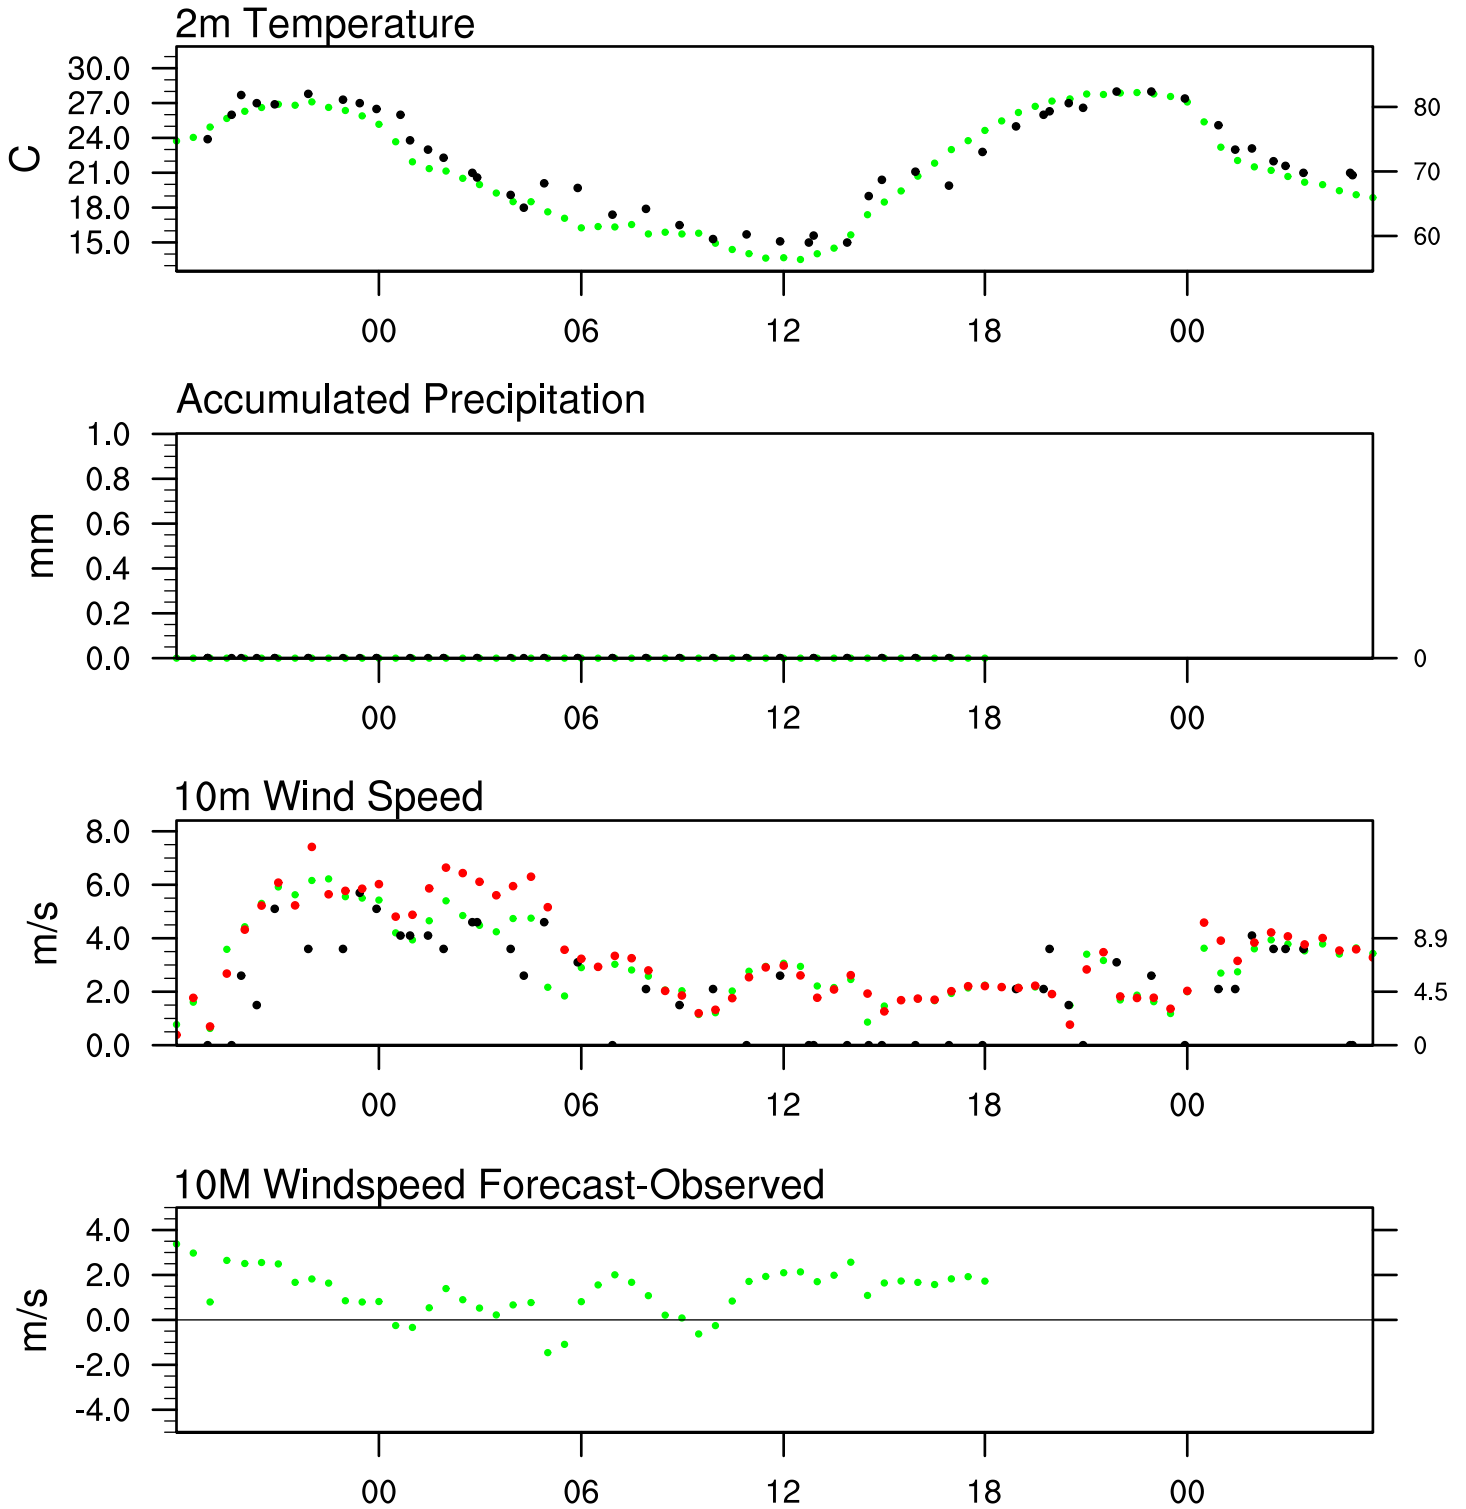 2m Temperature
30.0
27.0
24.0
21.0
18.0
15.0
C
80
70
60
00 06 12 18 00
Accumulated Precipitation
1.0
0.8
0.6
0.4
0.2
0.0
mm
0
00 06 12 18 00
10m Wind Speed
8.0
6.0
4.0
2.0
0.0
m/s
8.9
4.5
0
00 06 12 18 00
10M Windspeed Forecast-Observed
4.0
2.0
0.0
-2.0
-4.0
m/s
00 06 12 18 00